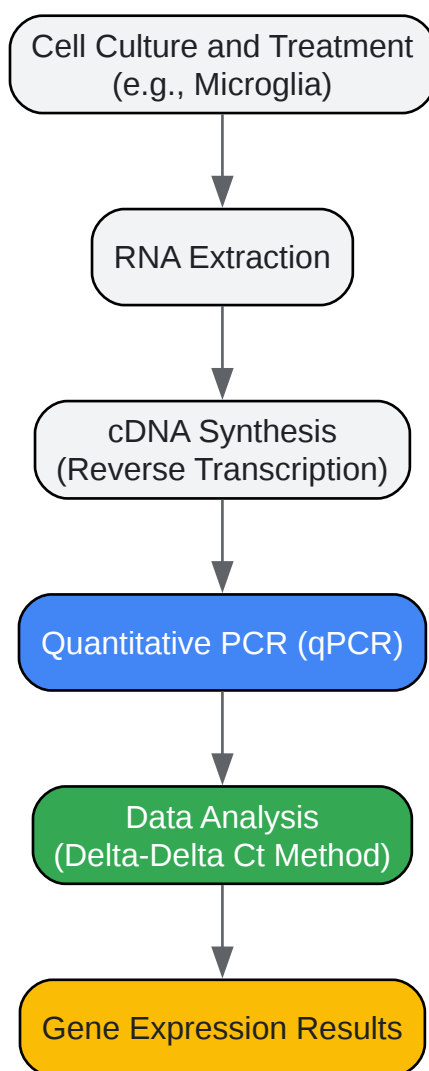 Cell Culture and Treatment
(e.g., Microglia)
RNA Extraction
cDNA Synthesis
(Reverse Transcription)
Quantitative PCR (qPCR)
Data Analysis
(Delta-Delta Ct Method)
Gene Expression Results